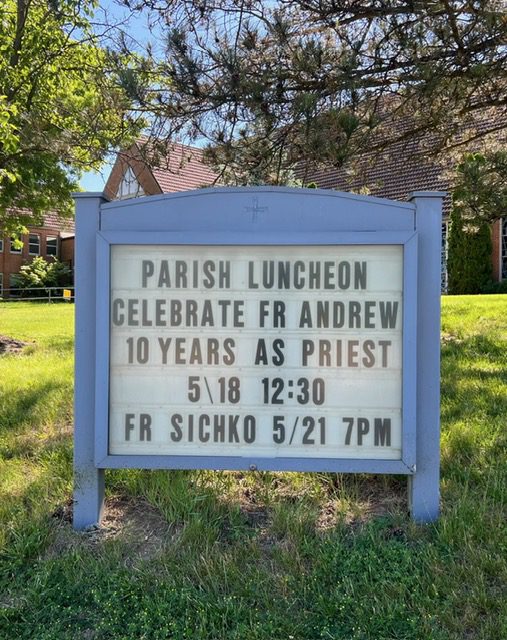 PARISH LUNCHEON
CELEBRATE FR ANDREW
10 YEARS AS PRIEST
5\18 12:30
FR SICHKO 5/21 7PM